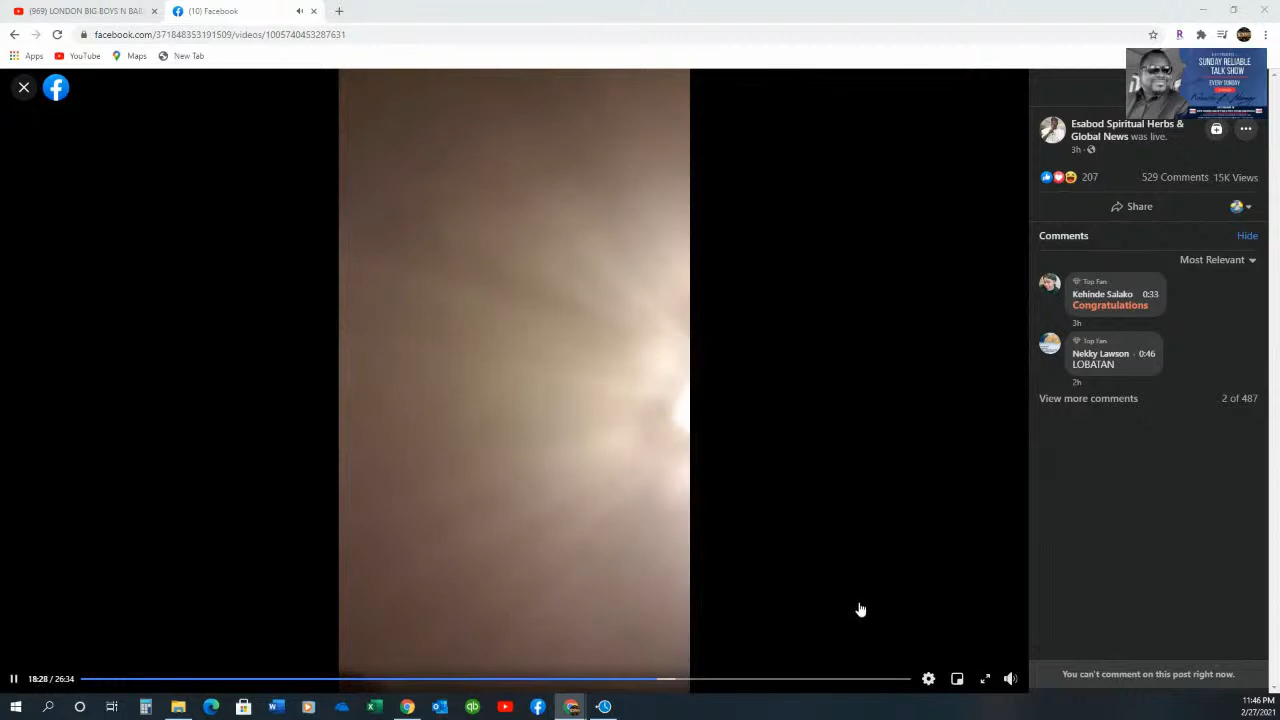 (969) LONDON BIG BOYS N BAB
(10) Facebook
facebook.com/371848353191509/videos/1005740453287631
Apps
YouTube
Maps
New Tab
SUNDAY RELIABLE
TALK SHOW
EVERY SUNDAY
Esabod Spiritual Herbs &
Global News was live.
3h
207
529 Comments 15K Views
Share
Comments
Hide
Most Relevant
Top Fan
Kehinde Salako 0:33
Congratulations
3h
Top Fan
Nekky Lawson · 0:46
LOBATAN
2h
View more comments
2 of 487
You can't comment on this post right now.
18:28 / 26:34
11:46 PM
2/27/2021